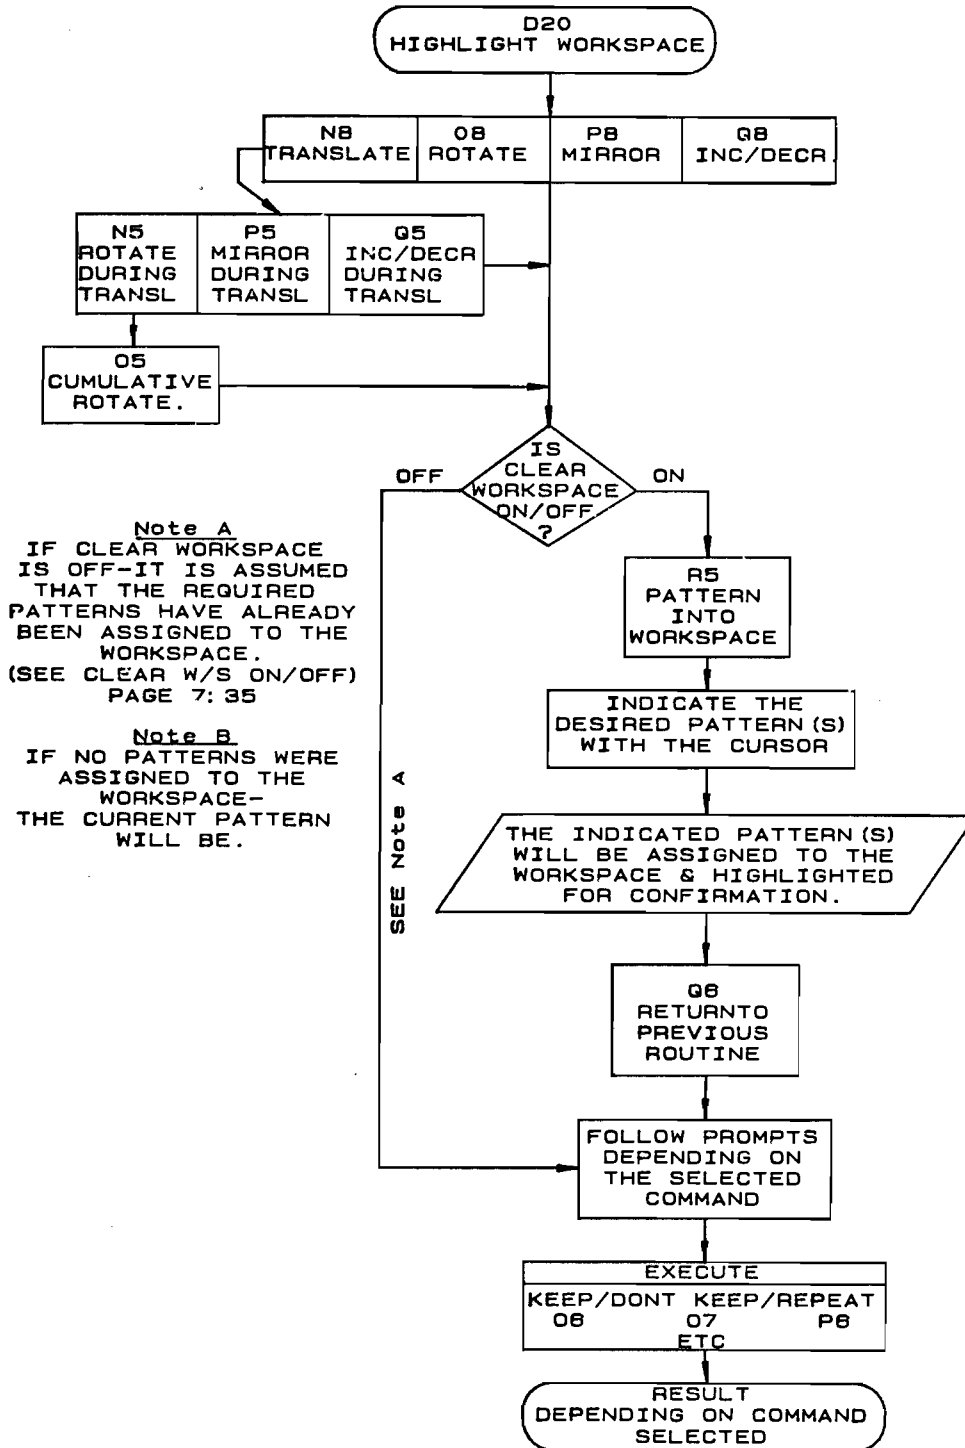 D20
HIGHLIGHT WORKSPACE
N8
TRANSLATE
O8
ROTATE
P8
MIRROR
Q8
INC/DECR
N5
ROTATE
DURING
TRANSL
P5
MIRROR
DURING
TRANSL
Q5
INC/DECR
DURING
TRANSL
O5
CUMULATIVE
ROTATE.
IS
CLEAR
WORKSPACE
ON/OFF
?
OFF
ON
Note A
IF CLEAR WORKSPACE
IS OFF-IT IS ASSUMED
THAT THE REQUIRED
PATTERNS HAVE ALREADY
BEEN ASSIGNED TO THE
WORKSPACE.
(SEE CLEAR W/S ON/OFF)
PAGE 7:35
Note B
IF NO PATTERNS WERE
ASSIGNED TO THE
WORKSPACE-
THE CURRENT PATTERN
WILL BE.
SEE Note A
R5
PATTERN
INTO
WORKSPACE
INDICATE THE
DESIRED PATTERN(S)
WITH THE CURSOR
THE INDICATED PATTERN(S)
WILL BE ASSIGNED TO THE
WORKSPACE & HIGHLIGHTED
FOR CONFIRMATION.
Q6
RETURNTO
PREVIOUS
ROUTINE
FOLLOW PROMPTS
DEPENDING ON
THE SELECTED
COMMAND
EXECUTE
KEEP/DONT KEEP/REPEAT
O6 O7 P6
ETC
RESULT
DEPENDING ON COMMAND
SELECTED